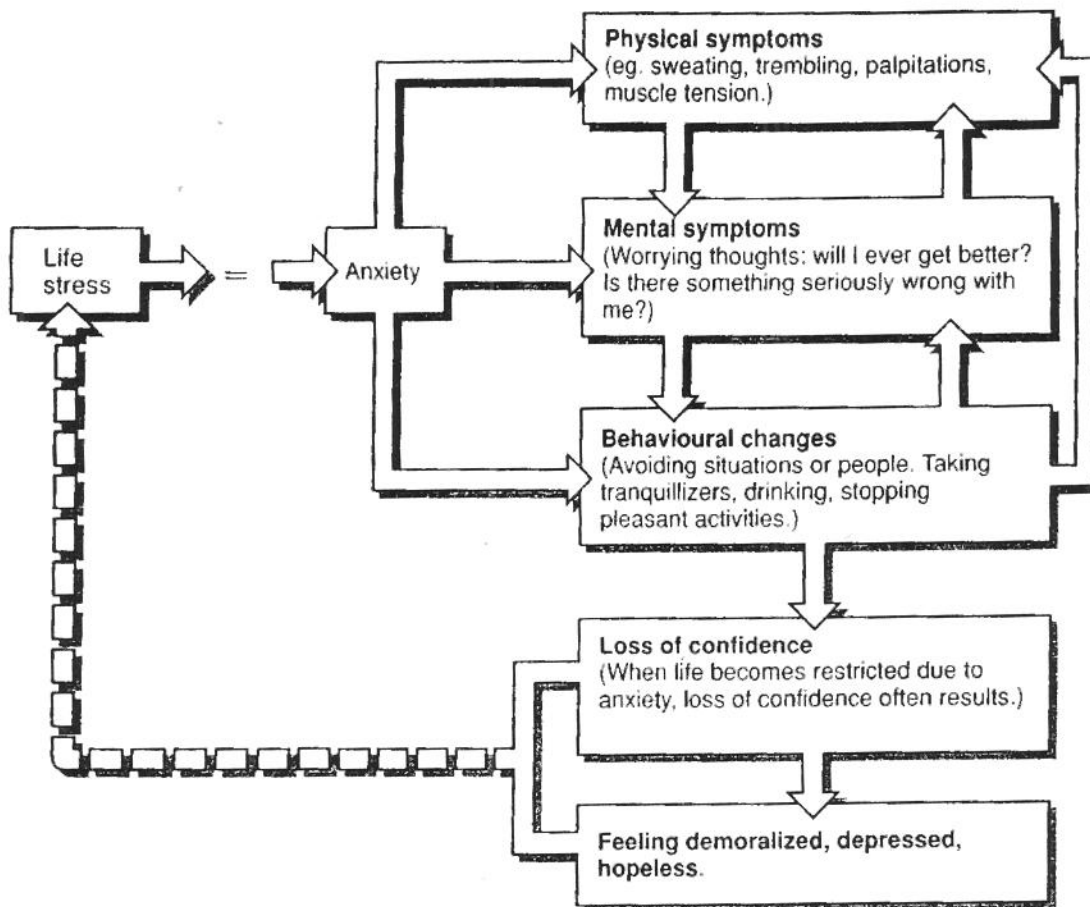 Physical symptoms
(eg. sweating, trembling, palpitations,
muscle tension.)
Life
stress
=
Anxiety
Mental symptoms
(Worrying thoughts: will I ever get better?
Is there something seriously wrong with
me?)
Behavioural changes
(Avoiding situations or people. Taking
tranquillizers, drinking, stopping
pleasant activities.)
Loss of confidence
(When life becomes restricted due to
anxiety, loss of confidence often results.)
Feeling demoralized, depressed,
hopeless.